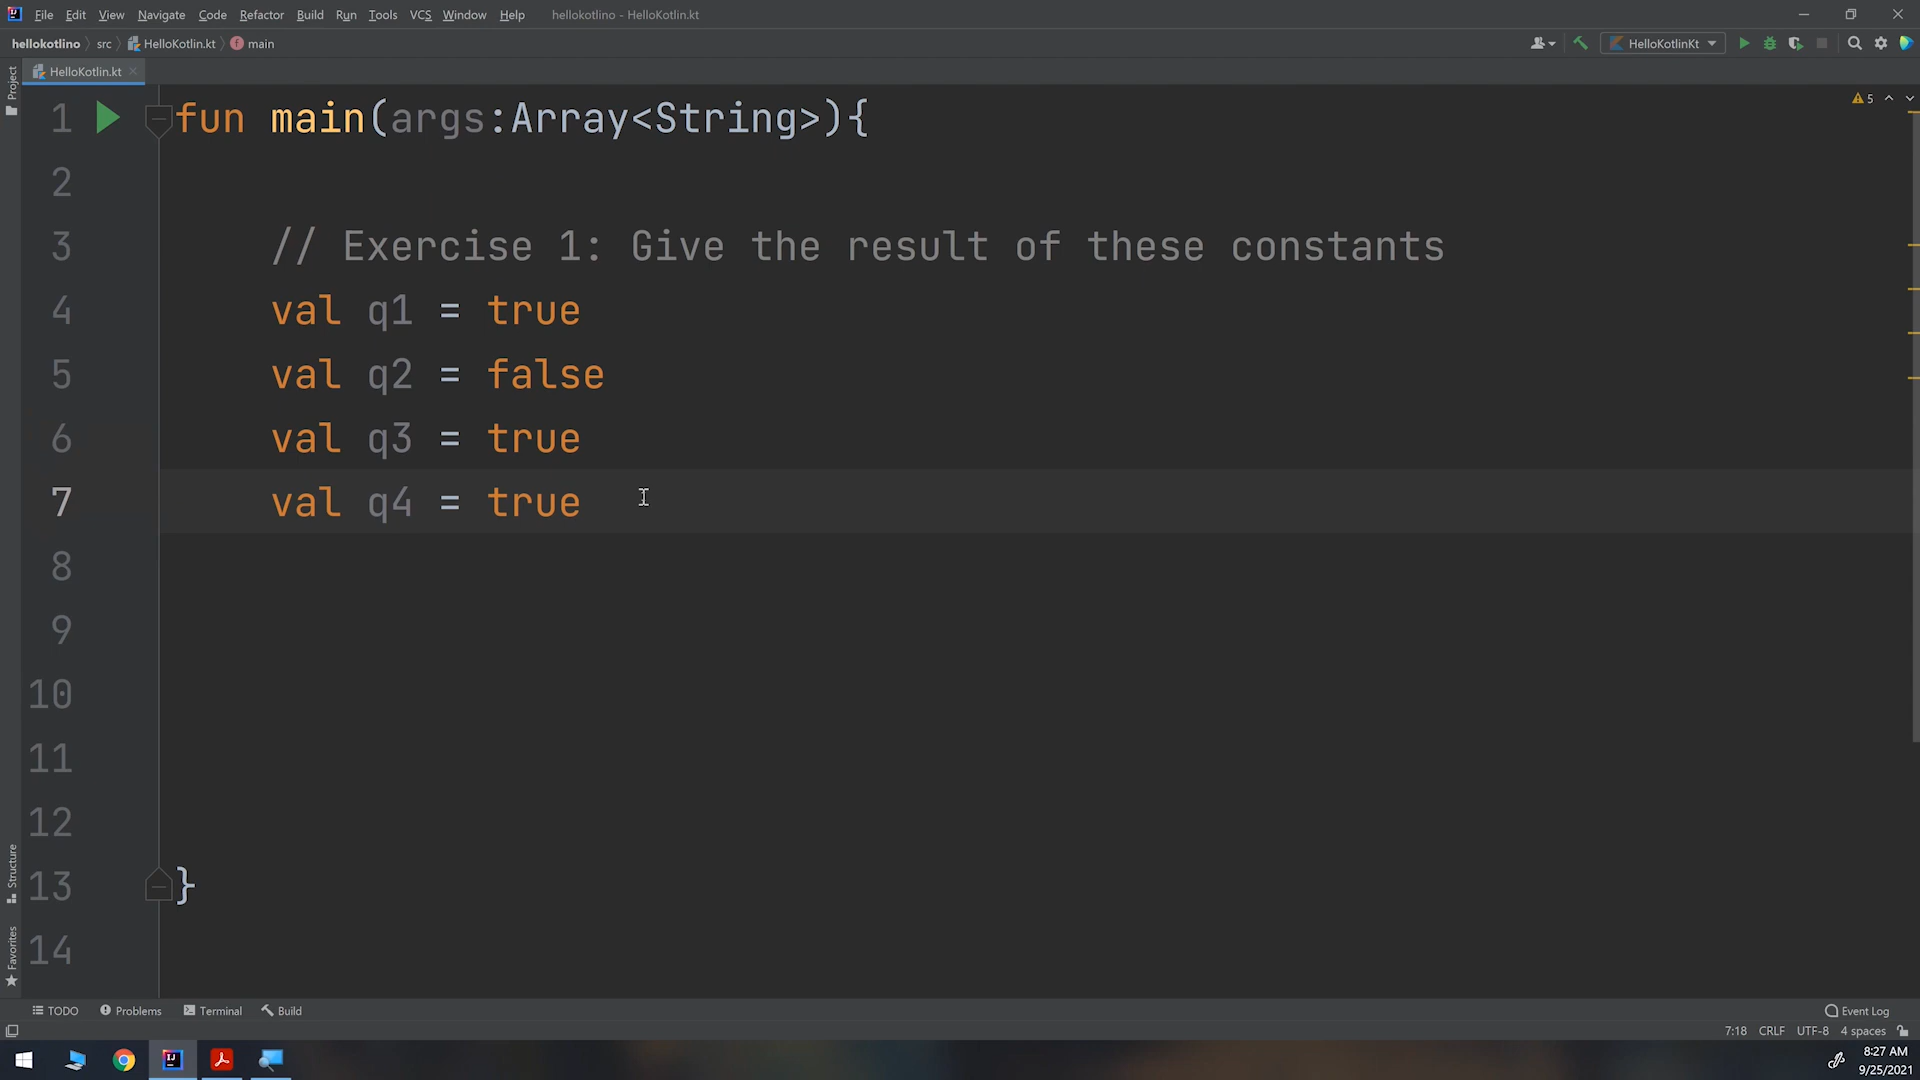 File Edit View Navigate Code Refactor Build Run Tools VCS Window Help hellokotlino - HelloKotlin.kt
hellokotlino src HelloKotlin.kt main HelloKotlinKt
Project
HelloKotlin.kt
5
1 fun main(args:Array<String>){
2
3 // Exercise 1: Give the result of these constants
4 val q1 = true
5 val q2 = false
6 val q3 = true
7 val q4 = true
8
9
10
11
12
13 }
14
Structure
Favorites
TODO Problems Terminal Build Event Log
7:18 CRLF UTF-8 4 spaces
8:27 AM
9/25/2021